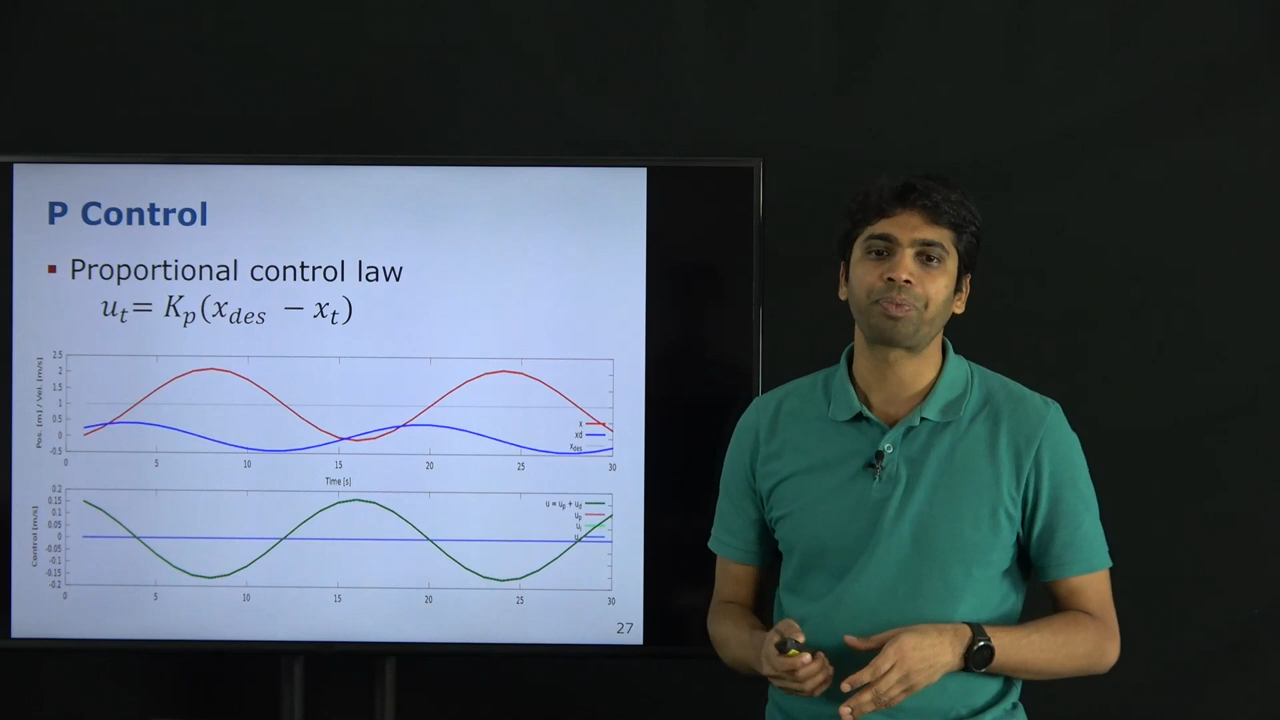 P Control
▪ Proportional control law
u_t= K_p(x_des − x_t)
Pos. [m] / Vel. [m/s]
2.5
2
1.5
1
0.5
0
-0.5
x
xd
x_des
0 5 10 15 20 25 30
Time [s]
Control [m/s]
0.2
0.15
0.1
0.05
0
-0.05
-0.1
-0.15
-0.2
u = u_p + u_d
u_p
u_i
0 5 10 15 20 25 30
27